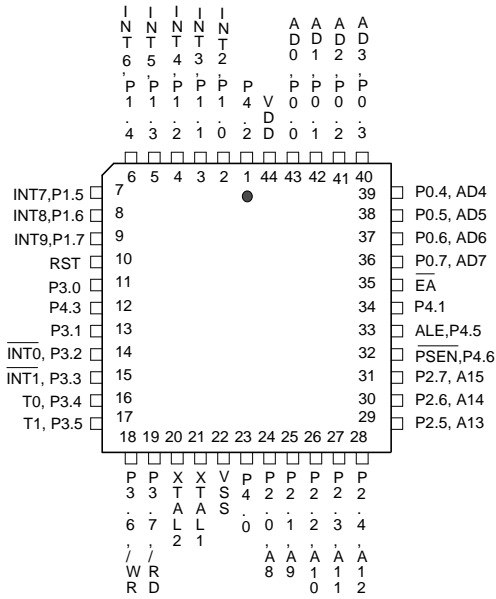 INT6,P1.4
INT5,P1.3
INT4,P1.2
INT3,P1.1
INT2,P1.0
P4.2
VDD
AD0,P0.0
AD1,P0.1
AD2,P0.2
AD3,P0.3
6 5 4 3 2 1 44 43 42 41 40
INT7,P1.5 7
INT8,P1.6 8
INT9,P1.7 9
RST 10
P3.0 11
P4.3 12
P3.1 13
INT0, P3.2 14
INT1, P3.3 15
T0, P3.4 16
T1, P3.5 17
39 P0.4, AD4
38 P0.5, AD5
37 P0.6, AD6
36 P0.7, AD7
35 EA
34 P4.1
33 ALE,P4.5
32 PSEN,P4.6
31 P2.7, A15
30 P2.6, A14
29 P2.5, A13
18 19 20 21 22 23 24 25 26 27 28
P3.6,/WR
P3.7,/RD
XTAL2
XTAL1
VSS
P4.0
P2.0,A8
P2.1,A9
P2.2,A10
P2.3,A11
P2.4,A12